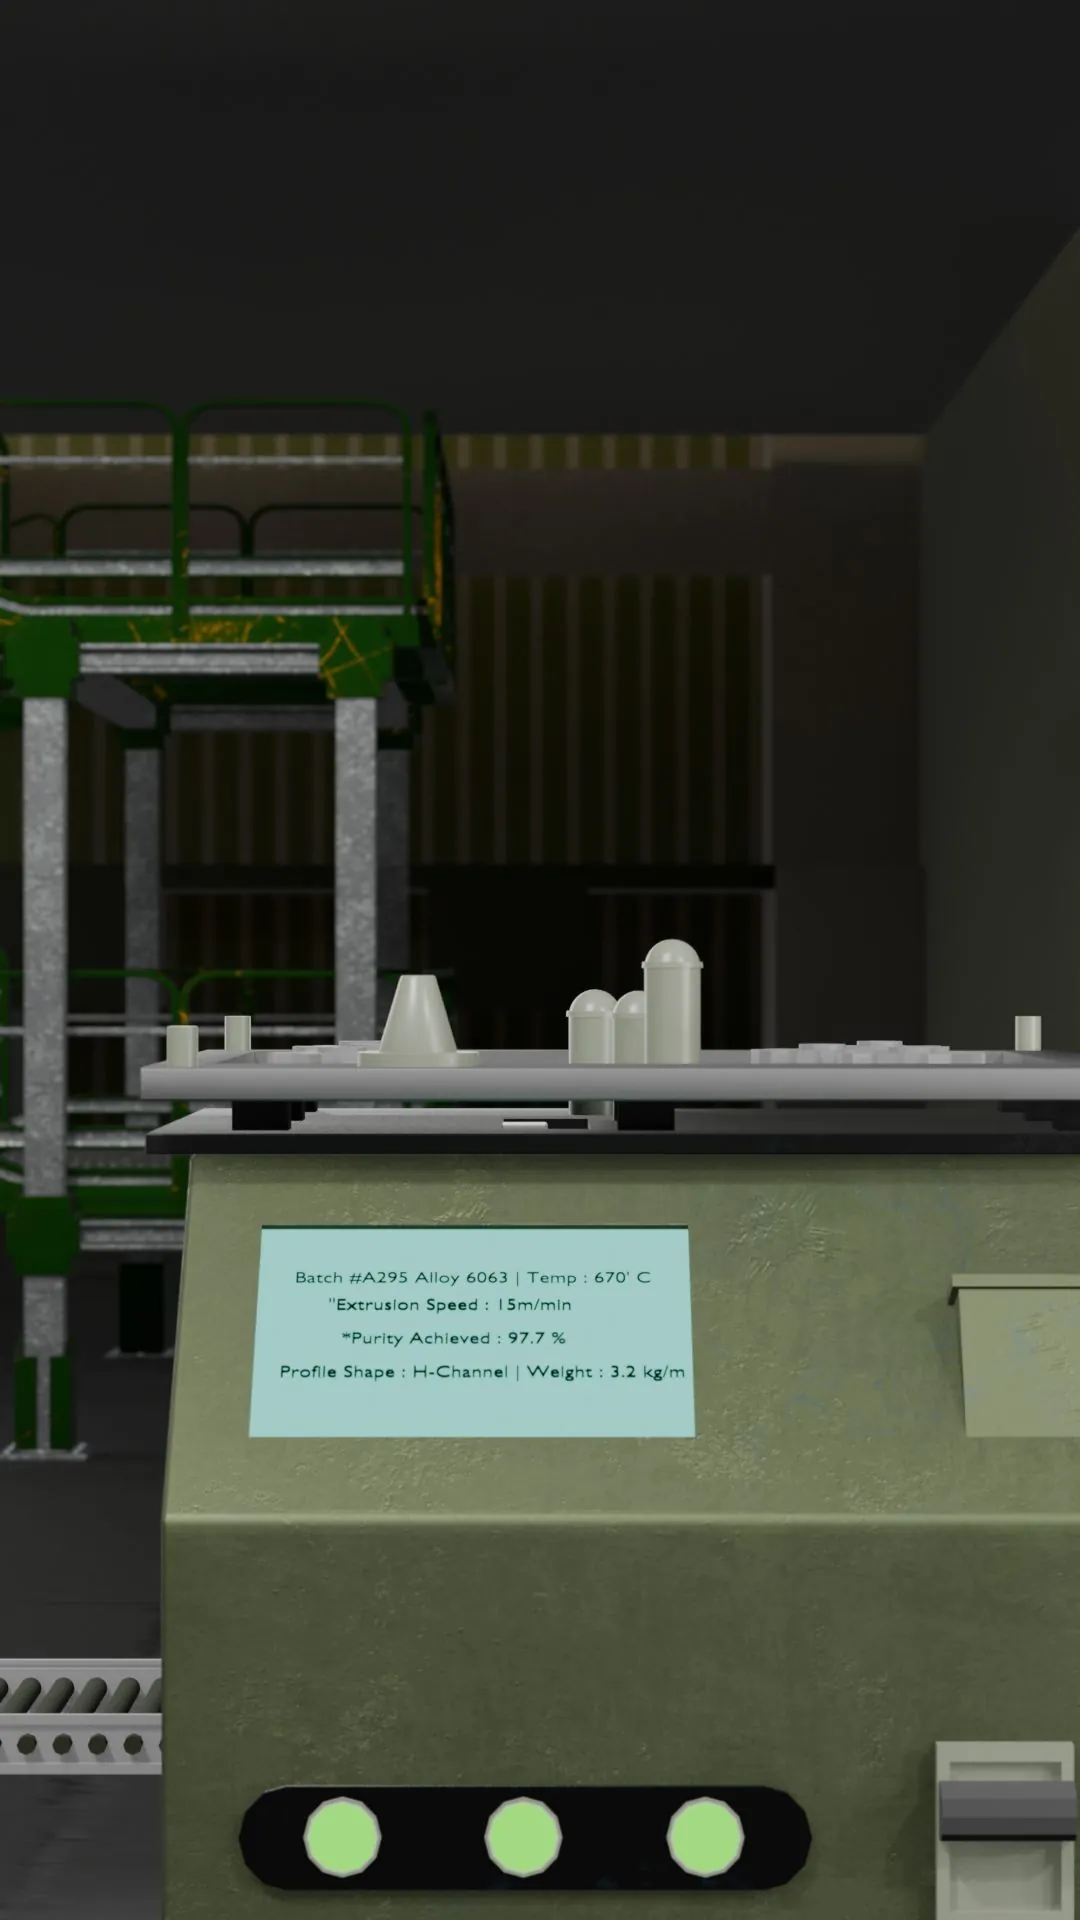 Batch #A295 Alloy 6063 | Temp : 670' C
"Extrusion Speed : 15m/min
*Purity Achieved : 97.7 %
Profile Shape : H-Channel | Weight : 3.2 kg/m